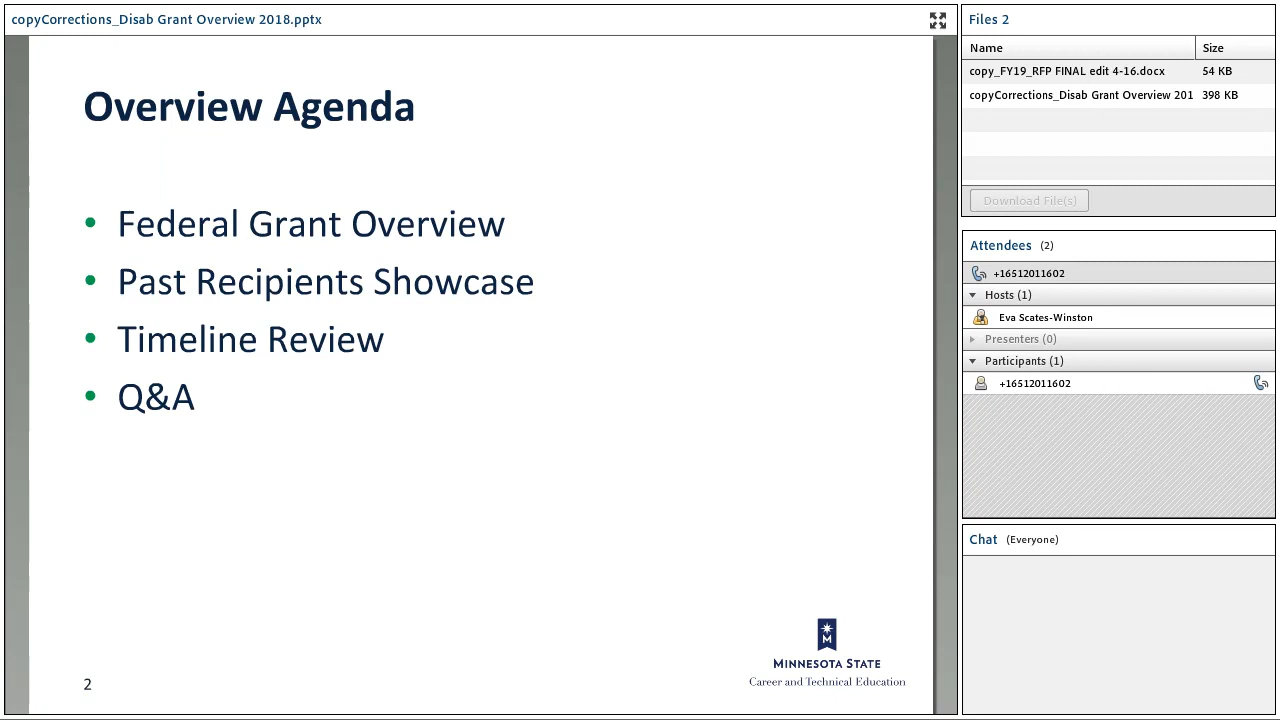 copyCorrections_Disab Grant Overview 2018.pptx
Overview Agenda
• Federal Grant Overview
• Past Recipients Showcase
• Timeline Review
• Q&A
M
MINNESOTA STATE
Career and Technical Education
2
Files 2
Name Size
copy_FY19_RFP FINAL edit 4-16.docx 54 KB
copyCorrections_Disab Grant Overview 201 398 KB
Download File(s)
Attendees (2)
+16512011602
Hosts (1)
Eva Scates-Winston
Presenters (0)
Participants (1)
+16512011602
Chat (Everyone)